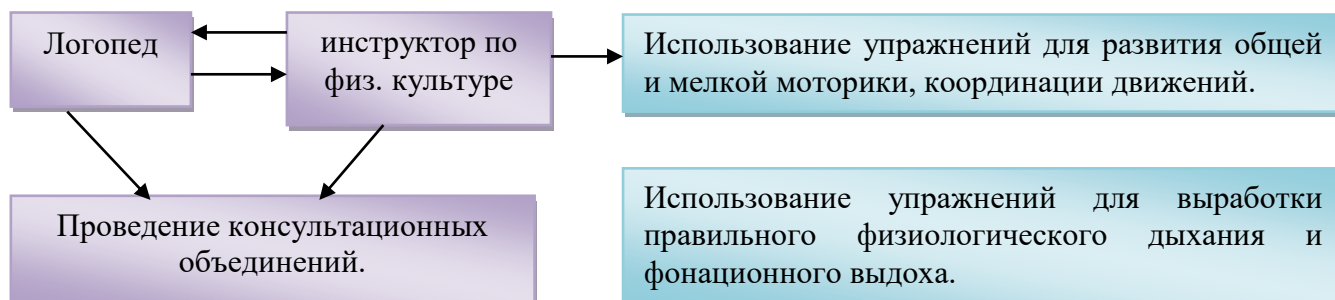 Логопед
инструктор по
физ. культуре
Использование упражнений для развития общей
и мелкой моторики, координации движений.
Проведение консультационных
объединений.
Использование упражнений для выработки
правильного физиологического дыхания и
фонационного выдоха.